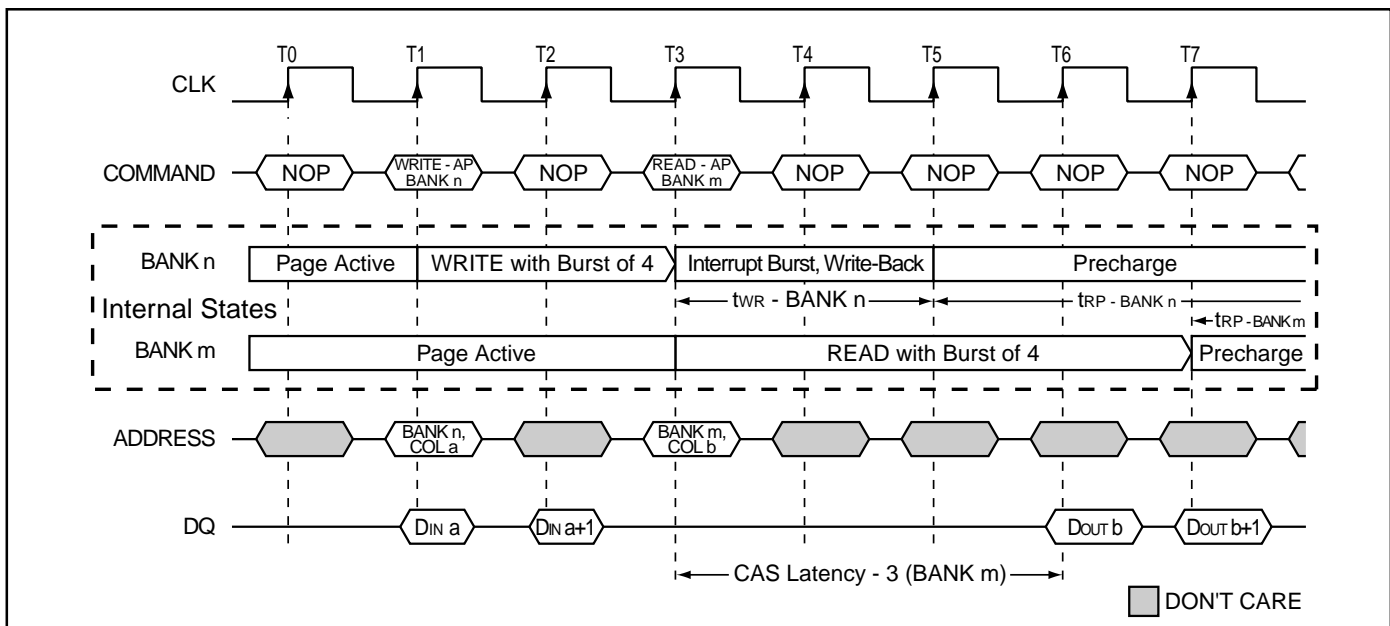 T0 T1 T2 T3 T4 T5 T6 T7
CLK
COMMAND NOP WRITE - AP NOP READ - AP NOP NOP NOP NOP
BANK n BANK m
BANK n Page Active WRITE with Burst of 4 Interrupt Burst, Write-Back Precharge
tWR - BANK n tRP - BANK n
Internal States tRP - BANK m
BANK m Page Active READ with Burst of 4 Precharge
ADDRESS BANK n, BANK m,
COL a COL b
DQ DIN a DIN a+1 DOUT b DOUT b+1
CAS Latency - 3 (BANK m)
DON'T CARE